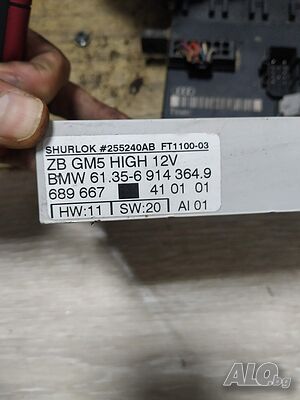 SHURLOK #255240AB FT1100-03
ZB GM5 HIGH 12V
BMW 61.35-6 914 364.9
689 667 41 01 01
HW:11 SW:20 AI 01
ALO.bg